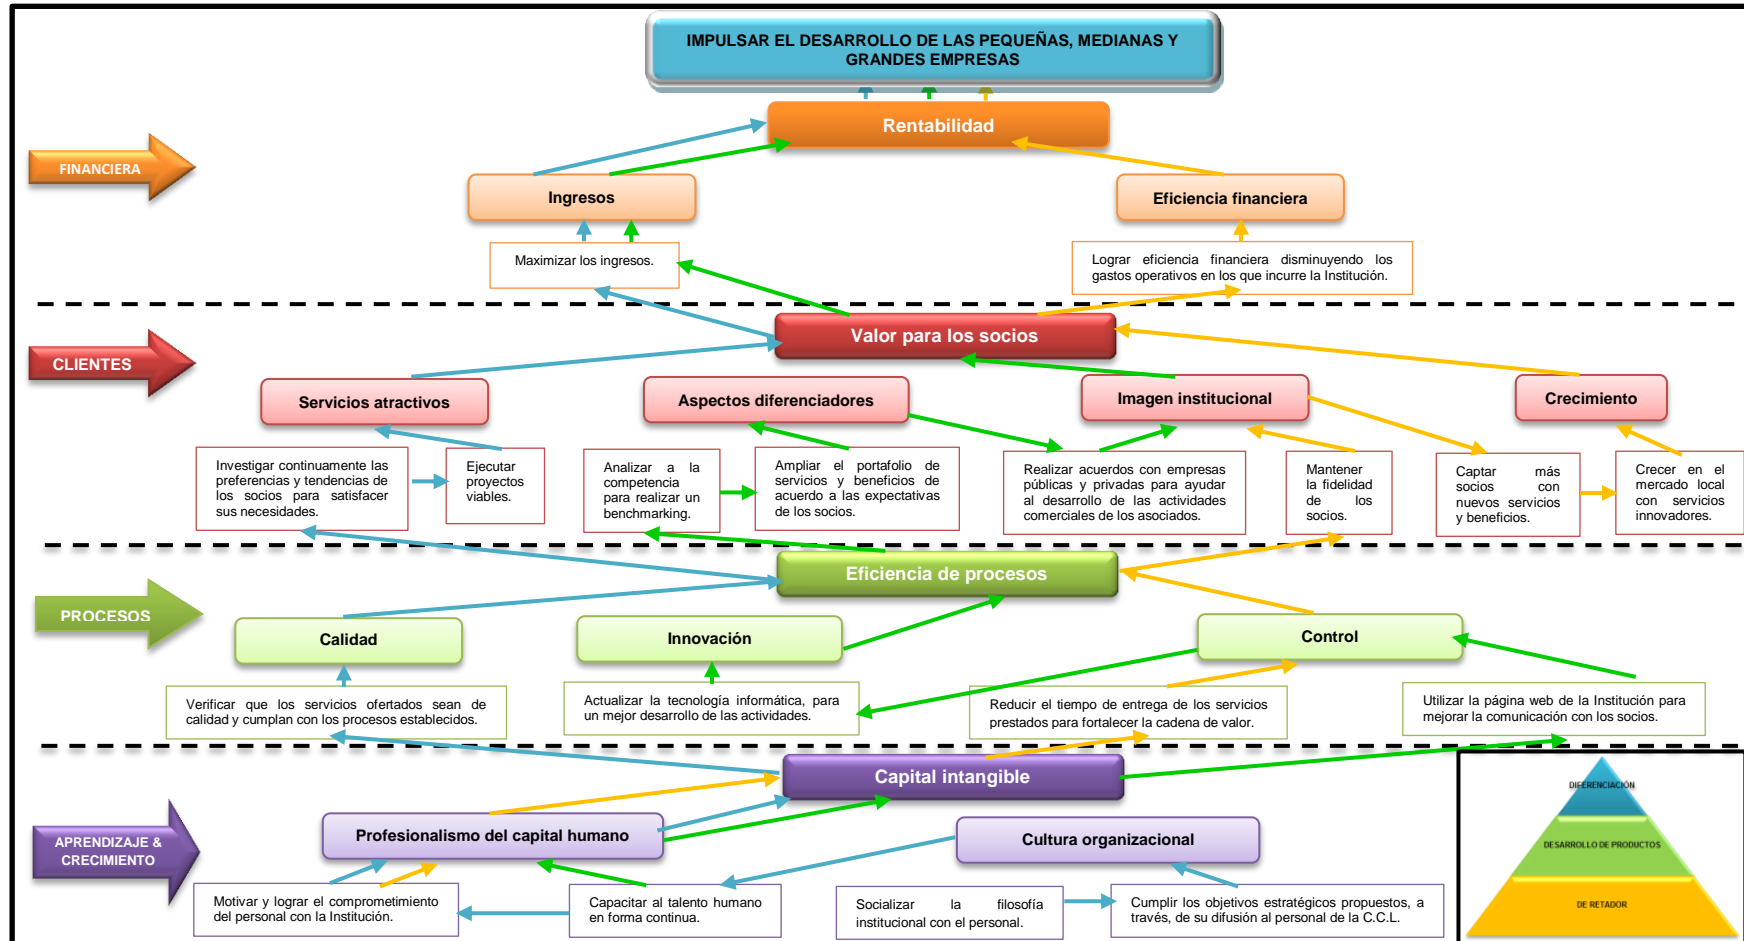 IMPULSAR EL DESARROLLO DE LAS PEQUEÑAS, MEDIANAS Y
GRANDES EMPRESAS
Rentabilidad
FINANCIERA
Ingresos
Eficiencia financiera
Maximizar los ingresos.
Lograr eficiencia financiera disminuyendo los
gastos operativos en los que incurre la Institución.
Valor para los socios
CLIENTES
Servicios atractivos
Aspectos diferenciadores
Imagen institucional
Crecimiento
Investigar continuamente las
preferencias y tendencias de
los socios para satisfacer
sus necesidades.
Ejecutar
proyectos
viables.
Analizar a la
competencia
para realizar un
benchmarking.
Ampliar el portafolio de
servicios y beneficios de
acuerdo a las expectativas
de los socios.
Realizar acuerdos con empresas
públicas y privadas para ayudar
al desarrollo de las actividades
comerciales de los asociados.
Mantener
la fidelidad
de los
socios.
Captar más
socios con
nuevos servicios
y beneficios.
Crecer en el
mercado local
con servicios
innovadores.
Eficiencia de procesos
PROCESOS
Calidad
Innovación
Control
Verificar que los servicios ofertados sean de
calidad y cumplan con los procesos establecidos.
Actualizar la tecnología informática, para
un mejor desarrollo de las actividades.
Reducir el tiempo de entrega de los servicios
prestados para fortalecer la cadena de valor.
Utilizar la página web de la Institución para
mejorar la comunicación con los socios.
Capital intangible
APRENDIZAJE &
CRECIMIENTO
Profesionalismo del capital humano
Cultura organizacional
Motivar y lograr el comprometimiento
del personal con la Institución.
Capacitar al talento humano
en forma continua.
Socializar la filosofía
institucional con el personal.
Cumplir los objetivos estratégicos propuestos, a
través, de su difusión al personal de la C.C.L.
DIFERENCIACIÓN
DESARROLLO DE PRODUCTOS
DE RETADOR